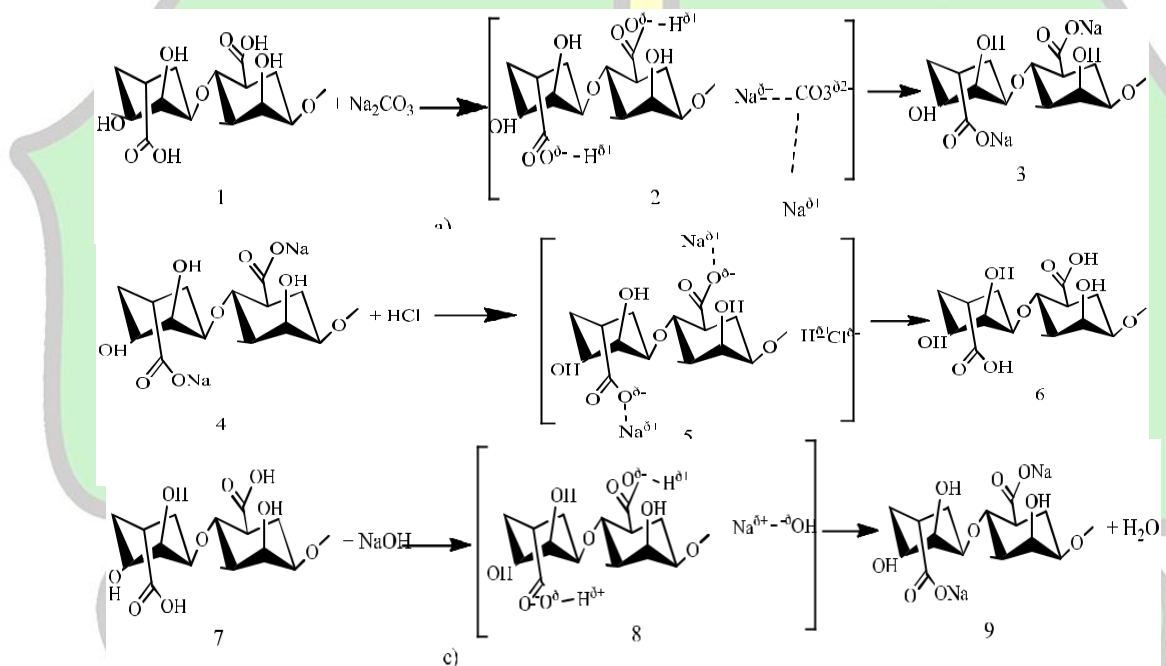 OH
O
OH
OH
O
O
HO
O
OH
+ Na₂CO₃
1
OH
O
Oᵟ⁻--Hᵟ⁺
OH
O
O
OH
O
Oᵟ⁻--Hᵟ⁺
2
Naᵟ⁻---CO3ᵟ²⁻
Naᵟ⁺
OH
O
ONa
OH
O
O
OH
O
ONa
3
a)
OH
O
ONa
OH
O
O
OH
O
ONa
+ HCl
4
Naᵟ⁺
Oᵟ⁻
O
OH
OH
O
O
OH
O
Oᵟ⁻
Naᵟ⁺
5
Hᵟ⁺-Clᵟ⁻
OH
O
OH
OH
O
O
OH
O
OH
6
OH
O
OH
OH
O
O
O
H
O
OH
– NaOH
7
OH
O
Oᵟ⁻-Hᵟ⁺
OH
O
O
OH
O
Oᵟ-Hᵟ⁺
8
Naᵟ⁺--⁻ᵟOH
OH
O
ONa
OH
O
O
OH
O
ONa
+ H₂O
9
c)